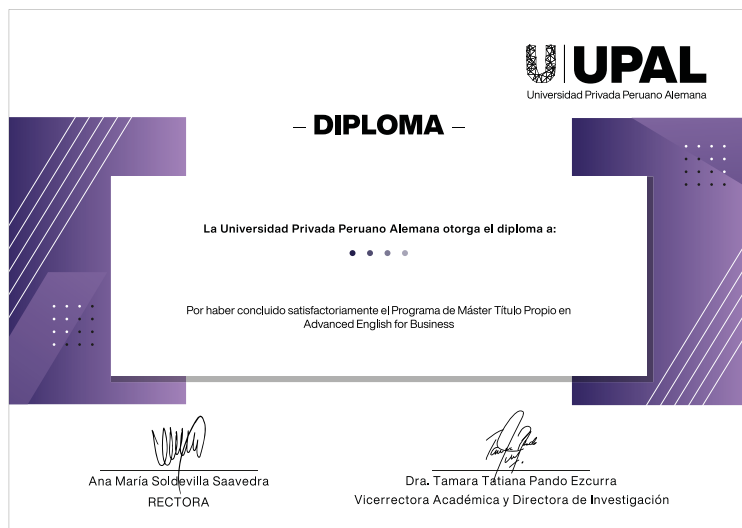 UPAL
Universidad Privada Peruano Alemana
– DIPLOMA –
La Universidad Privada Peruano Alemana otorga el diploma a:
Por haber concluido satisfactoriamente el Programa de Máster Título Propio en
Advanced English for Business
Ana María Soldevilla Saavedra
RECTORA
Dra. Tamara Tatiana Pando Ezcurra
Vicerrectora Académica y Directora de Investigación